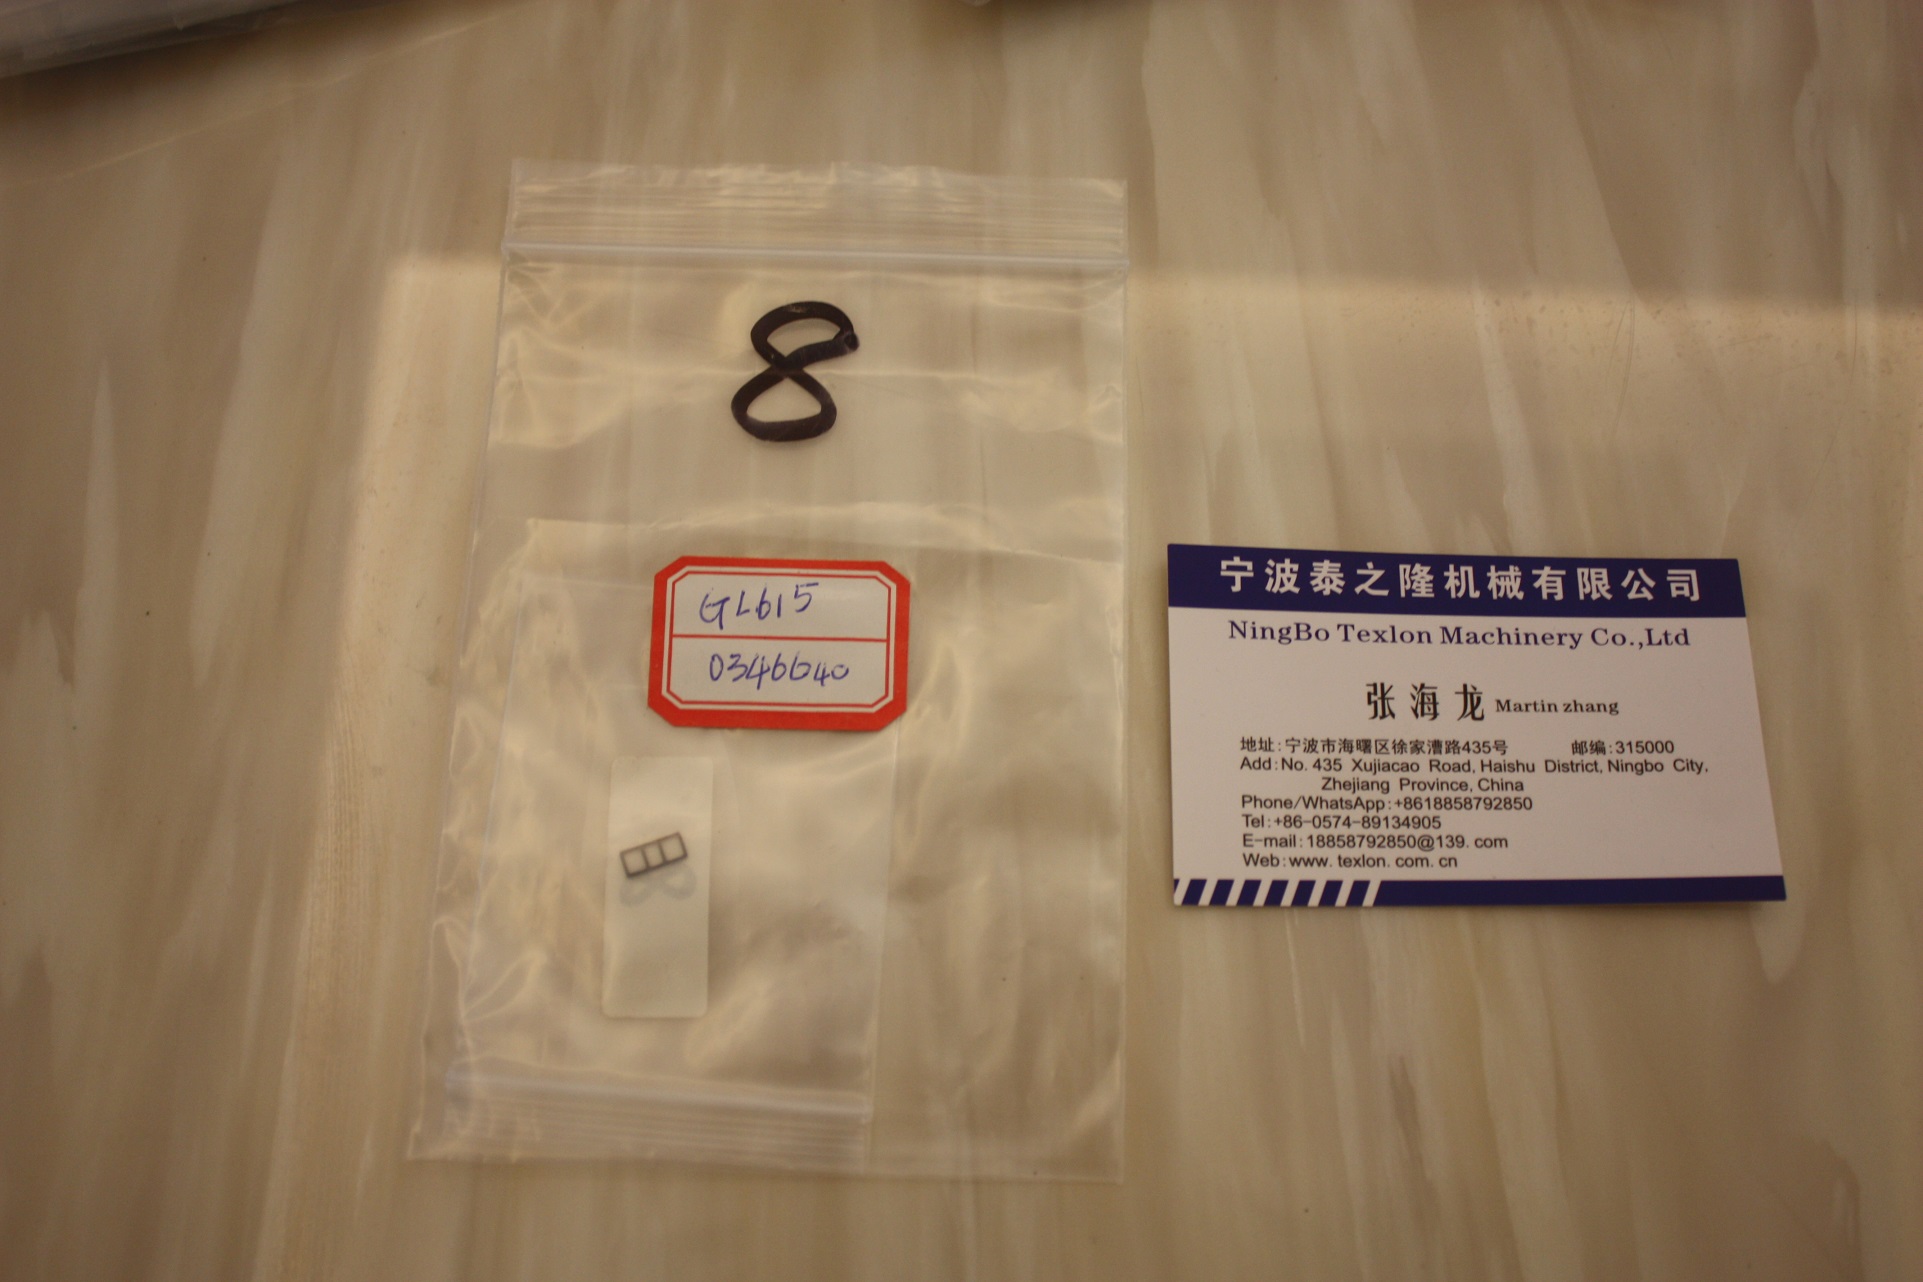 8
GL615
0346640
宁波泰之隆机械有限公司
NingBo Texlon Machinery Co.,Ltd
张海龙 Martin zhang
地址:宁波市海曙区徐家漕路435号 邮编:315000
Add:No. 435 Xujiacao Road, Haishu District, Ningbo City,
Zhejiang Province, China
Phone/WhatsApp:+8618858792850
Tel:+86-0574-89134905
E-mail:18858792850@139. com
Web:www. texlon. com. cn